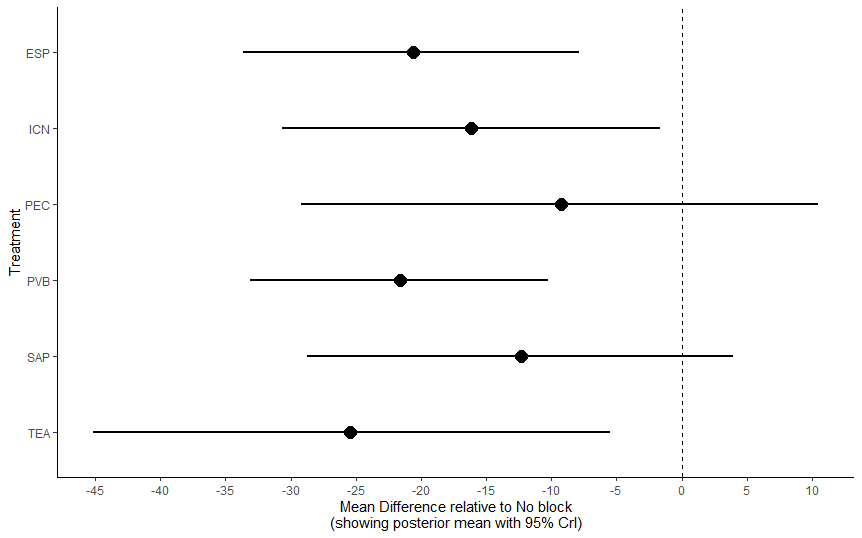 Treatment
ESP
ICN
PEC
PVB
SAP
TEA
-45 -40 -35 -30 -25 -20 -15 -10 -5 0 5 10
Mean Difference relative to No block
(showing posterior mean with 95% CrI)